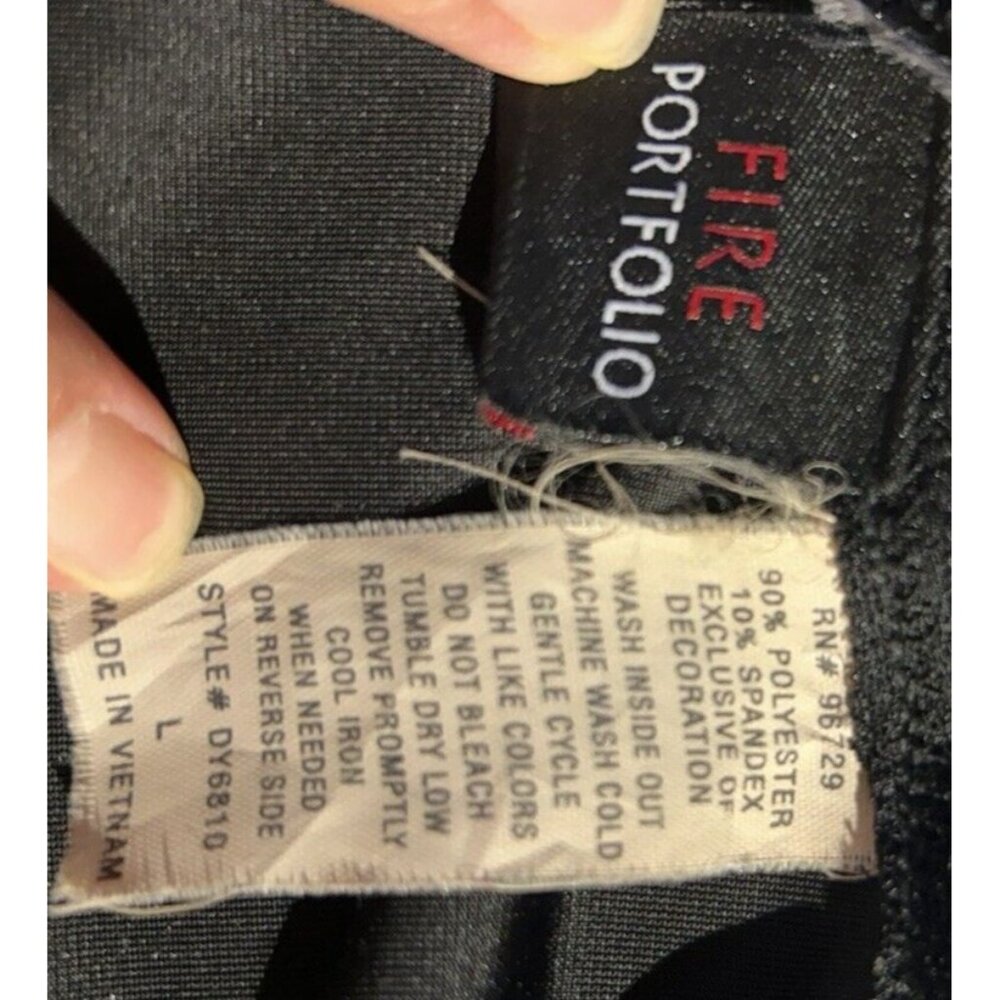 FIRE
PORTFOLIO
RN# 96729
90% POLYESTER
10% SPANDEX
EXCLUSIVE OF
DECORATION
WASH INSIDE OUT
MACHINE WASH COLD
GENTLE CYCLE
WITH LIKE COLORS
DO NOT BLEACH
TUMBLE DRY LOW
REMOVE PROMPTLY
COOL IRON
WHEN NEEDED
ON REVERSE SIDE
STYLE# DY6810
L
MADE IN VIETNAM